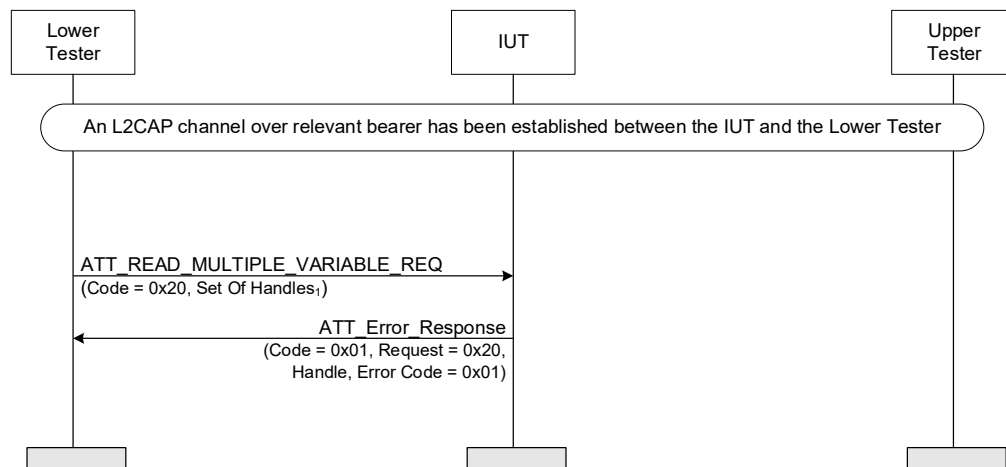 Lower
Tester
IUT
Upper
Tester
An L2CAP channel over relevant bearer has been established between the IUT and the Lower Tester
ATT_READ_MULTIPLE_VARIABLE_REQ
(Code = 0x20, Set Of Handles₁)
ATT_Error_Response
(Code = 0x01, Request = 0x20,
Handle, Error Code = 0x01)